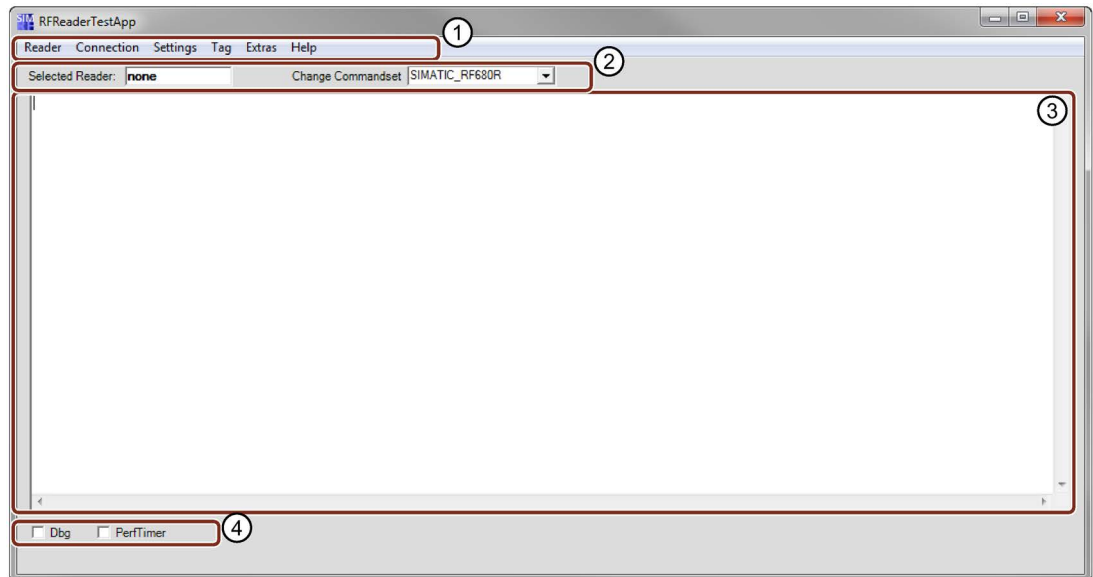 SIM RFReaderTestApp
①
Reader Connection Settings Tag Extras Help
②
Selected Reader: none Change Commandset SIMATIC_RF680R
③
Dbg PerfTimer ④